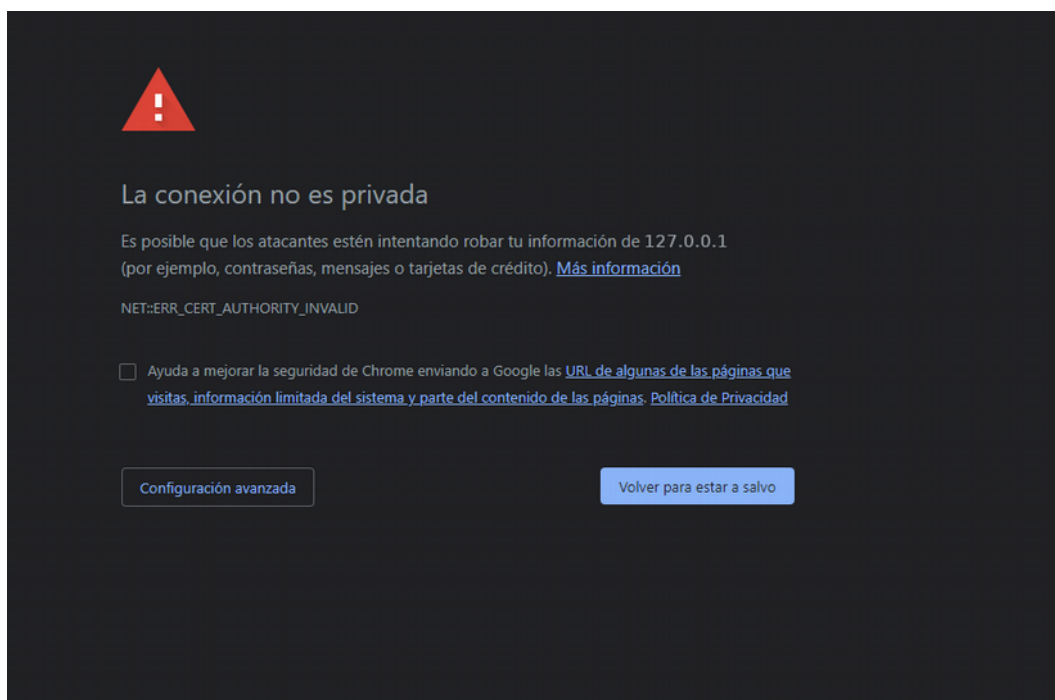 La conexión no es privada
Es posible que los atacantes estén intentando robar tu información de 127.0.0.1
(por ejemplo, contraseñas, mensajes o tarjetas de crédito). Más información
NET::ERR_CERT_AUTHORITY_INVALID
Ayuda a mejorar la seguridad de Chrome enviando a Google las URL de algunas de las páginas que
visitas, información limitada del sistema y parte del contenido de las páginas. Política de Privacidad
Configuración avanzada
Volver para estar a salvo